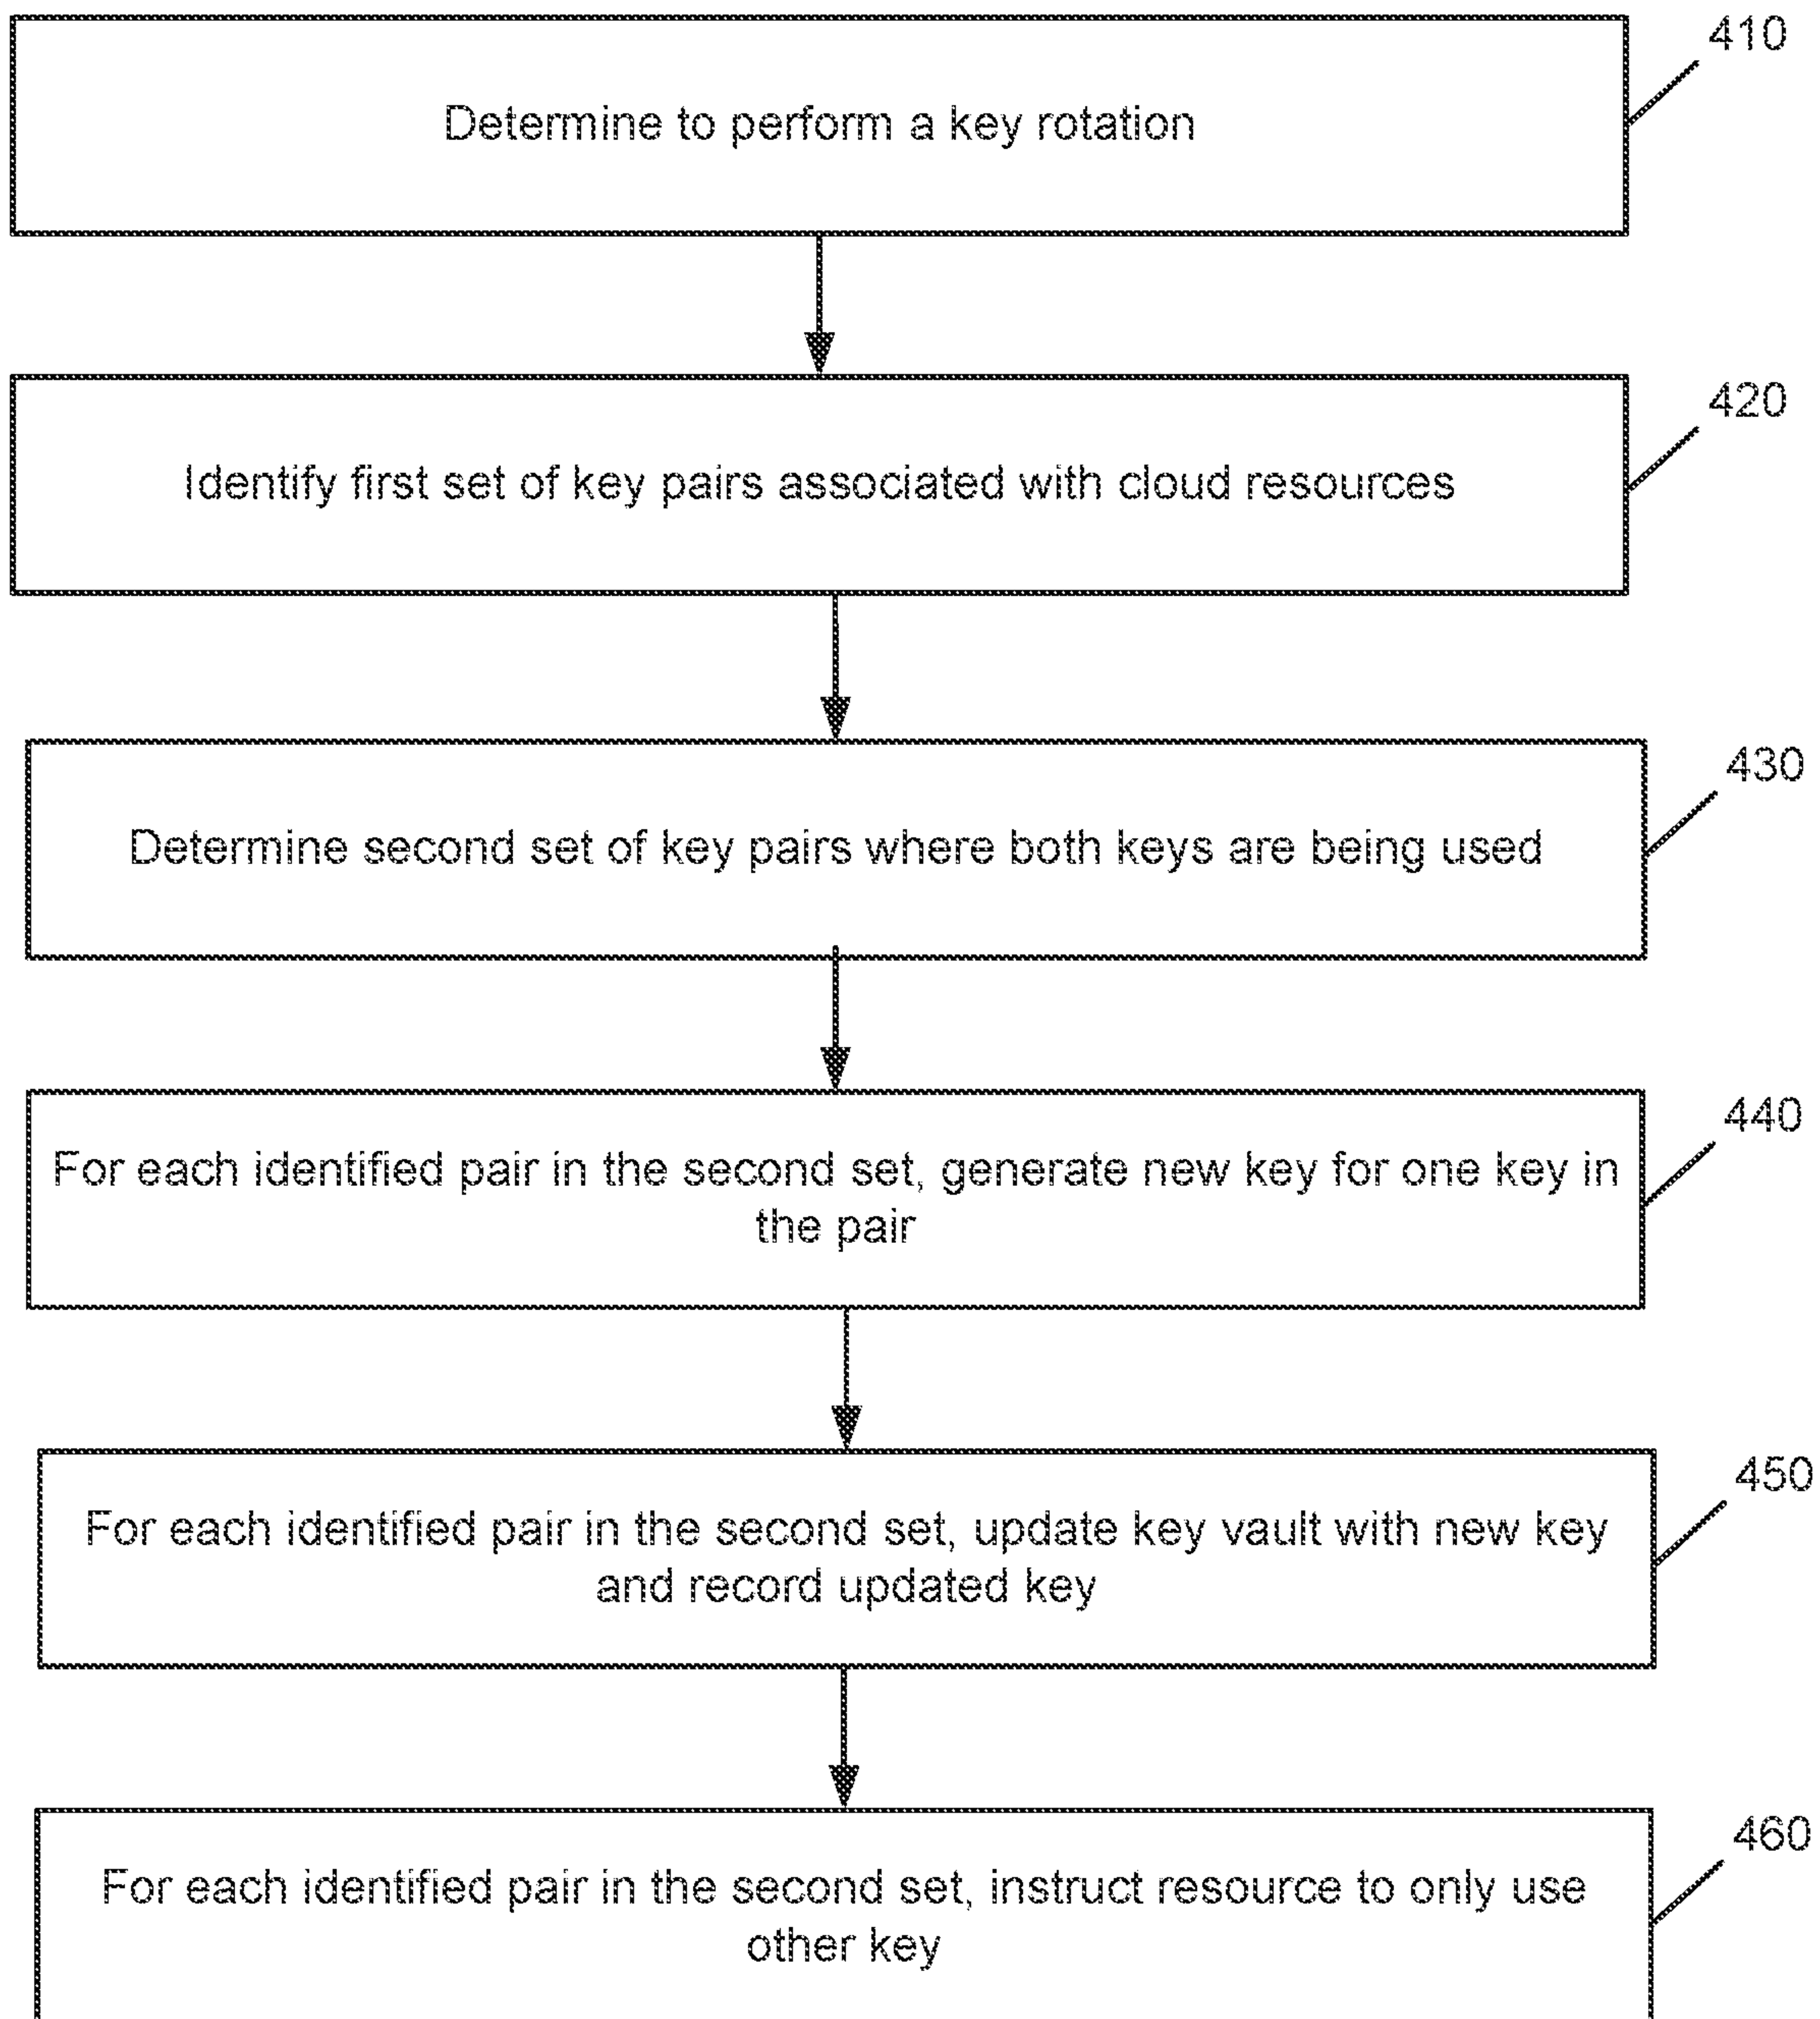 410
Determine to perform a key rotation
420
Identify first set of key pairs associated with cloud resources
430
Determine second set of key pairs where both keys are being used
440
For each identified pair in the second set, generate new key for one key in
the pair
450
For each identified pair in the second set, update key vault with new key
and record updated key
460
For each identified pair in the second set, instruct resource to only use
other key